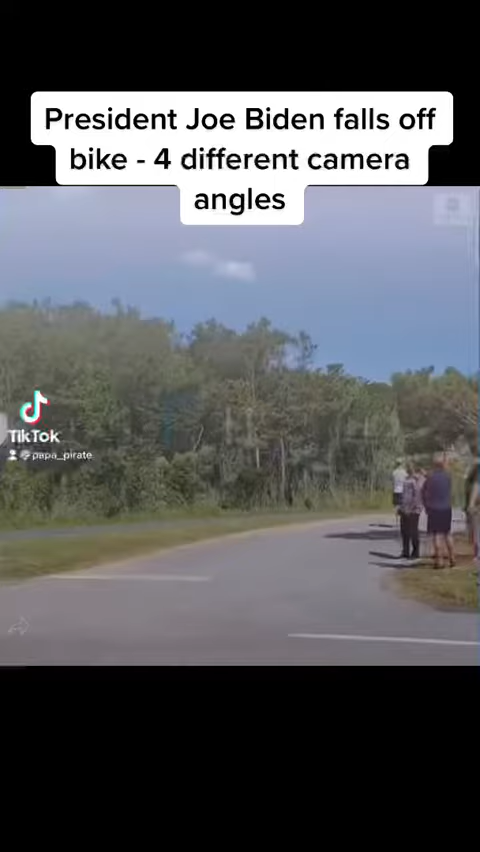 President Joe Biden falls off
bike - 4 different camera
angles
TikTok
@papa_pirate